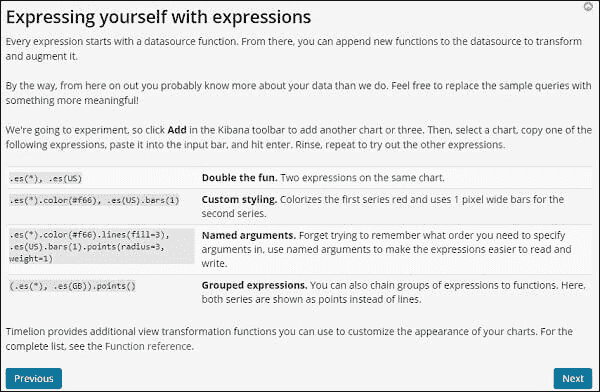 Expressing yourself with expressions
Every expression starts with a datasource function. From there, you can append new functions to the datasource to transform
and augment it.
By the way, from here on out you probably know more about your data than we do. Feel free to replace the sample queries with
something more meaningful!
We're going to experiment, so click Add in the Kibana toolbar to add another chart or three. Then, select a chart, copy one of the
following expressions, paste it into the input bar, and hit enter. Rinse, repeat to try out the other expressions.
.es(*), .es(US)
Double the fun. Two expressions on the same chart.
.es(*).color(#f66), .es(US).bars(1)
Custom styling. Colorizes the first series red and uses 1 pixel wide bars for the
second series.
.es(*).color(#f66).lines(fill=3),
.es(US).bars(1).points(radius=3,
weight=1)
Named arguments. Forget trying to remember what order you need to specify
arguments in, use named arguments to make the expressions easier to read and
write.
(.es(*), .es(GB)).points()
Grouped expressions. You can also chain groups of expressions to functions. Here,
both series are shown as points instead of lines.
Timelion provides additional view transformation functions you can use to customize the appearance of your charts. For the
complete list, see the Function reference.
Previous
Next